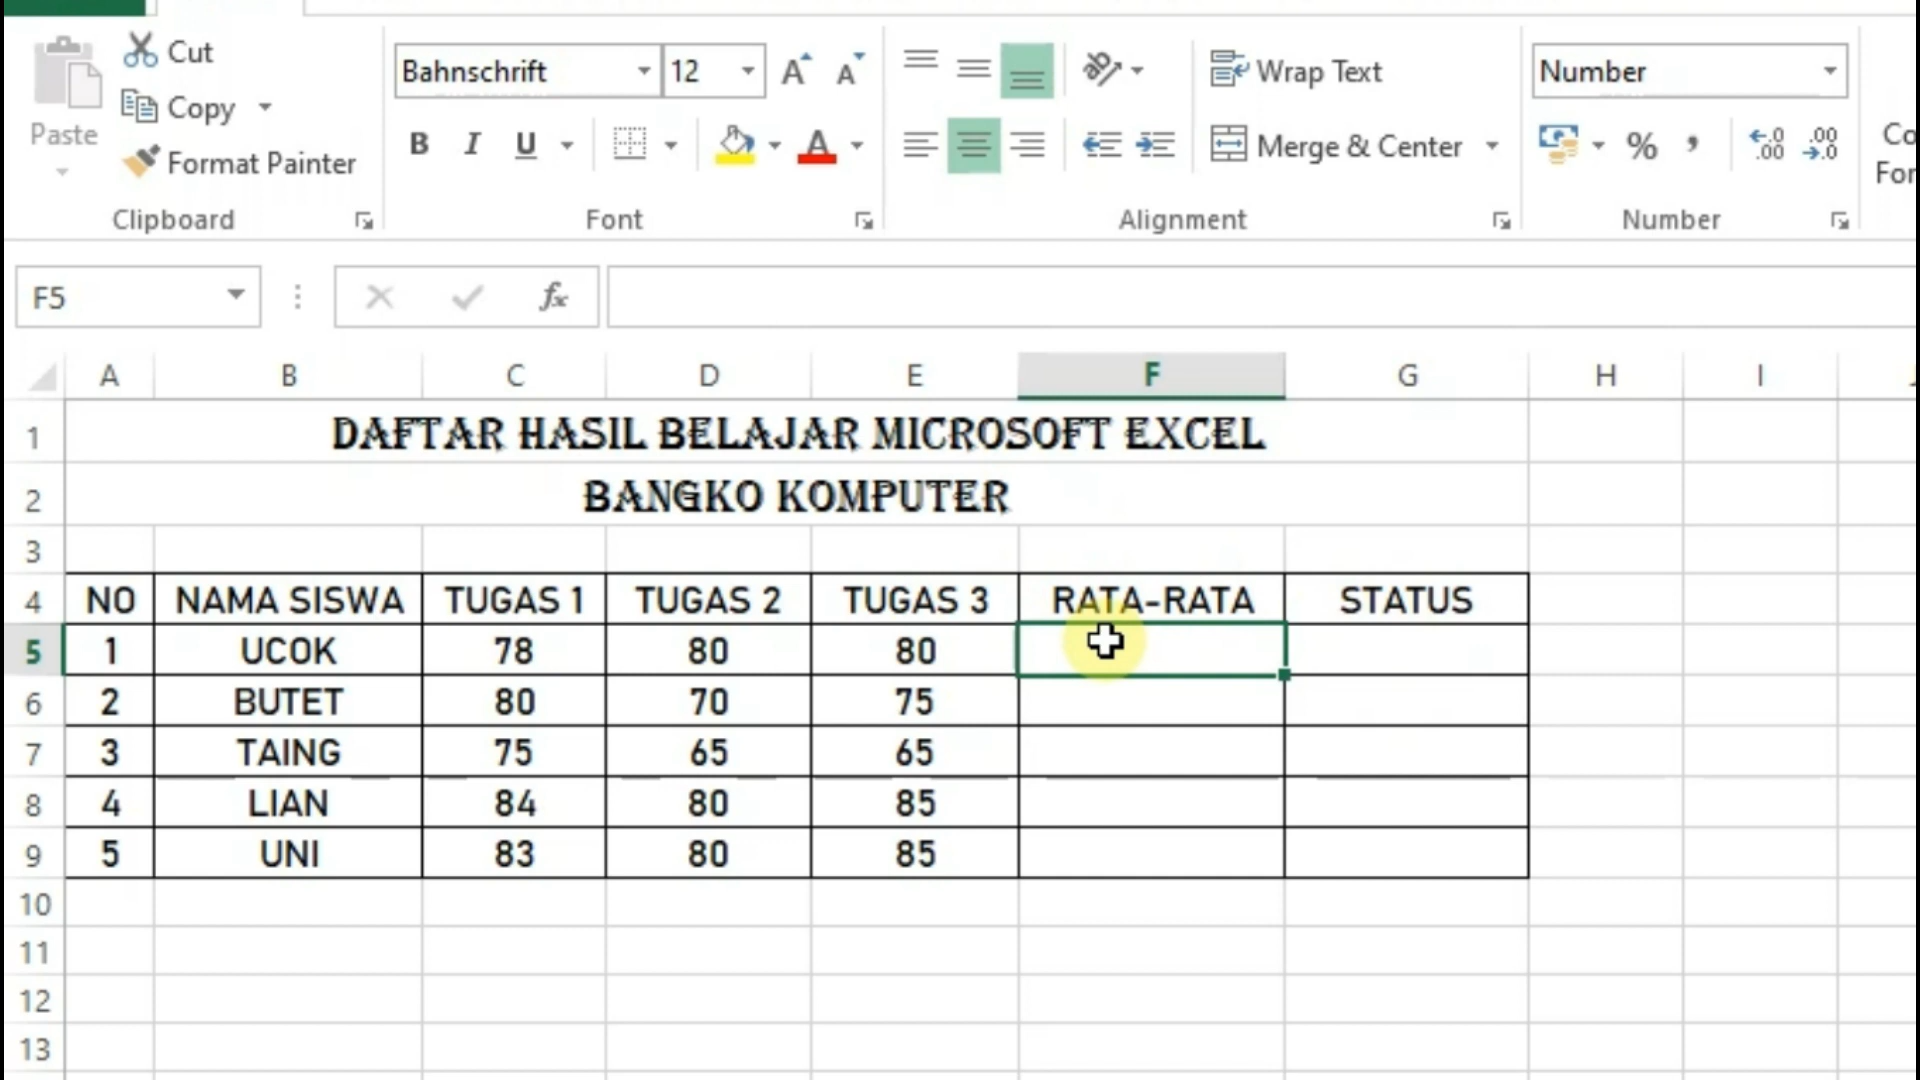 Cut
Copy
Paste
Format Painter
Clipboard
Bahnschrift 12
B I U
Font
Wrap Text
Merge & Center
Alignment
Number
%
Number
F5
fx
A B C D E F G H I
1 DAFTAR HASIL BELAJAR MICROSOFT EXCEL
2 BANGKO KOMPUTER
3
4 NO NAMA SISWA TUGAS 1 TUGAS 2 TUGAS 3 RATA-RATA STATUS
5 1 UCOK 78 80 80
6 2 BUTET 80 70 75
7 3 TAING 75 65 65
8 4 LIAN 84 80 85
9 5 UNI 83 80 85
10
11
12
13